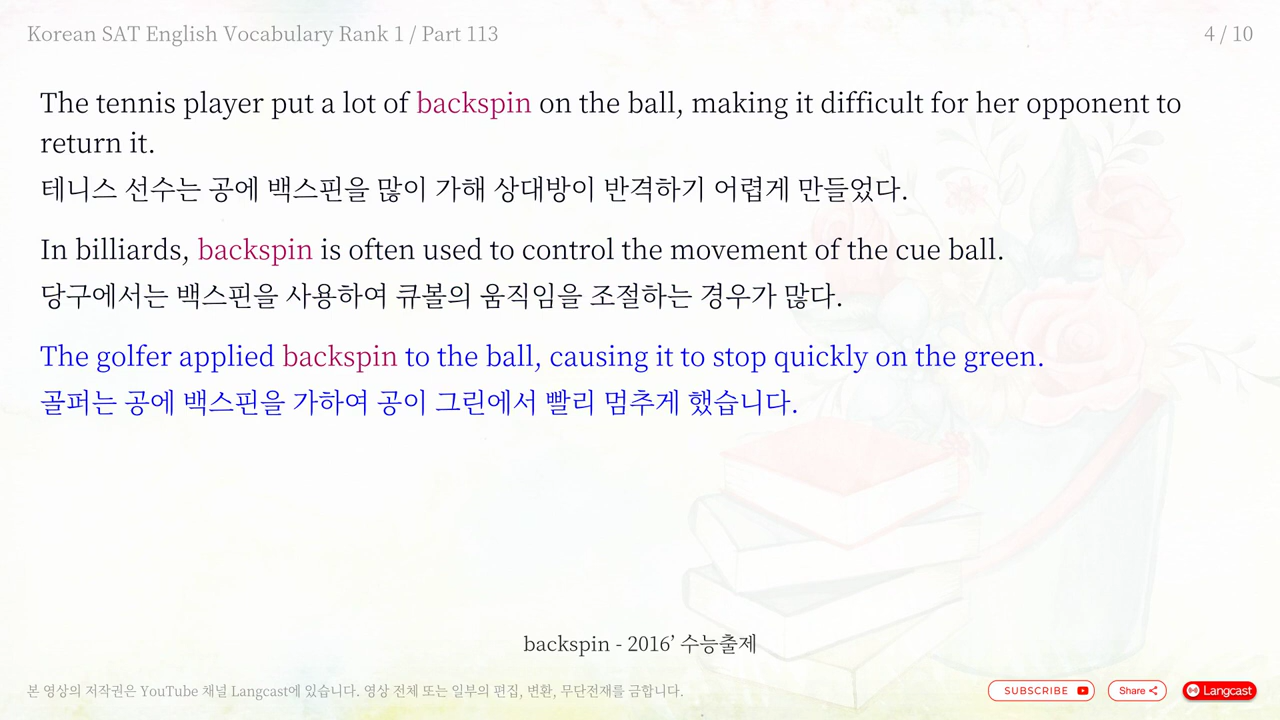 Korean SAT English Vocabulary Rank 1 / Part 113
4 / 10
The tennis player put a lot of backspin on the ball, making it difficult for her opponent to
return it.
테니스 선수는 공에 백스핀을 많이 가해 상대방이 반격하기 어렵게 만들었다.
In billiards, backspin is often used to control the movement of the cue ball.
당구에서는 백스핀을 사용하여 큐볼의 움직임을 조절하는 경우가 많다.
The golfer applied backspin to the ball, causing it to stop quickly on the green.
골퍼는 공에 백스핀을 가하여 공이 그린에서 빨리 멈추게 했습니다.
backspin - 2016’ 수능출제
본 영상의 저작권은 YouTube 채널 Langcast에 있습니다. 영상 전체 또는 일부의 편집, 변환, 무단전재를 금합니다.
SUBSCRIBE
Share
Langcast